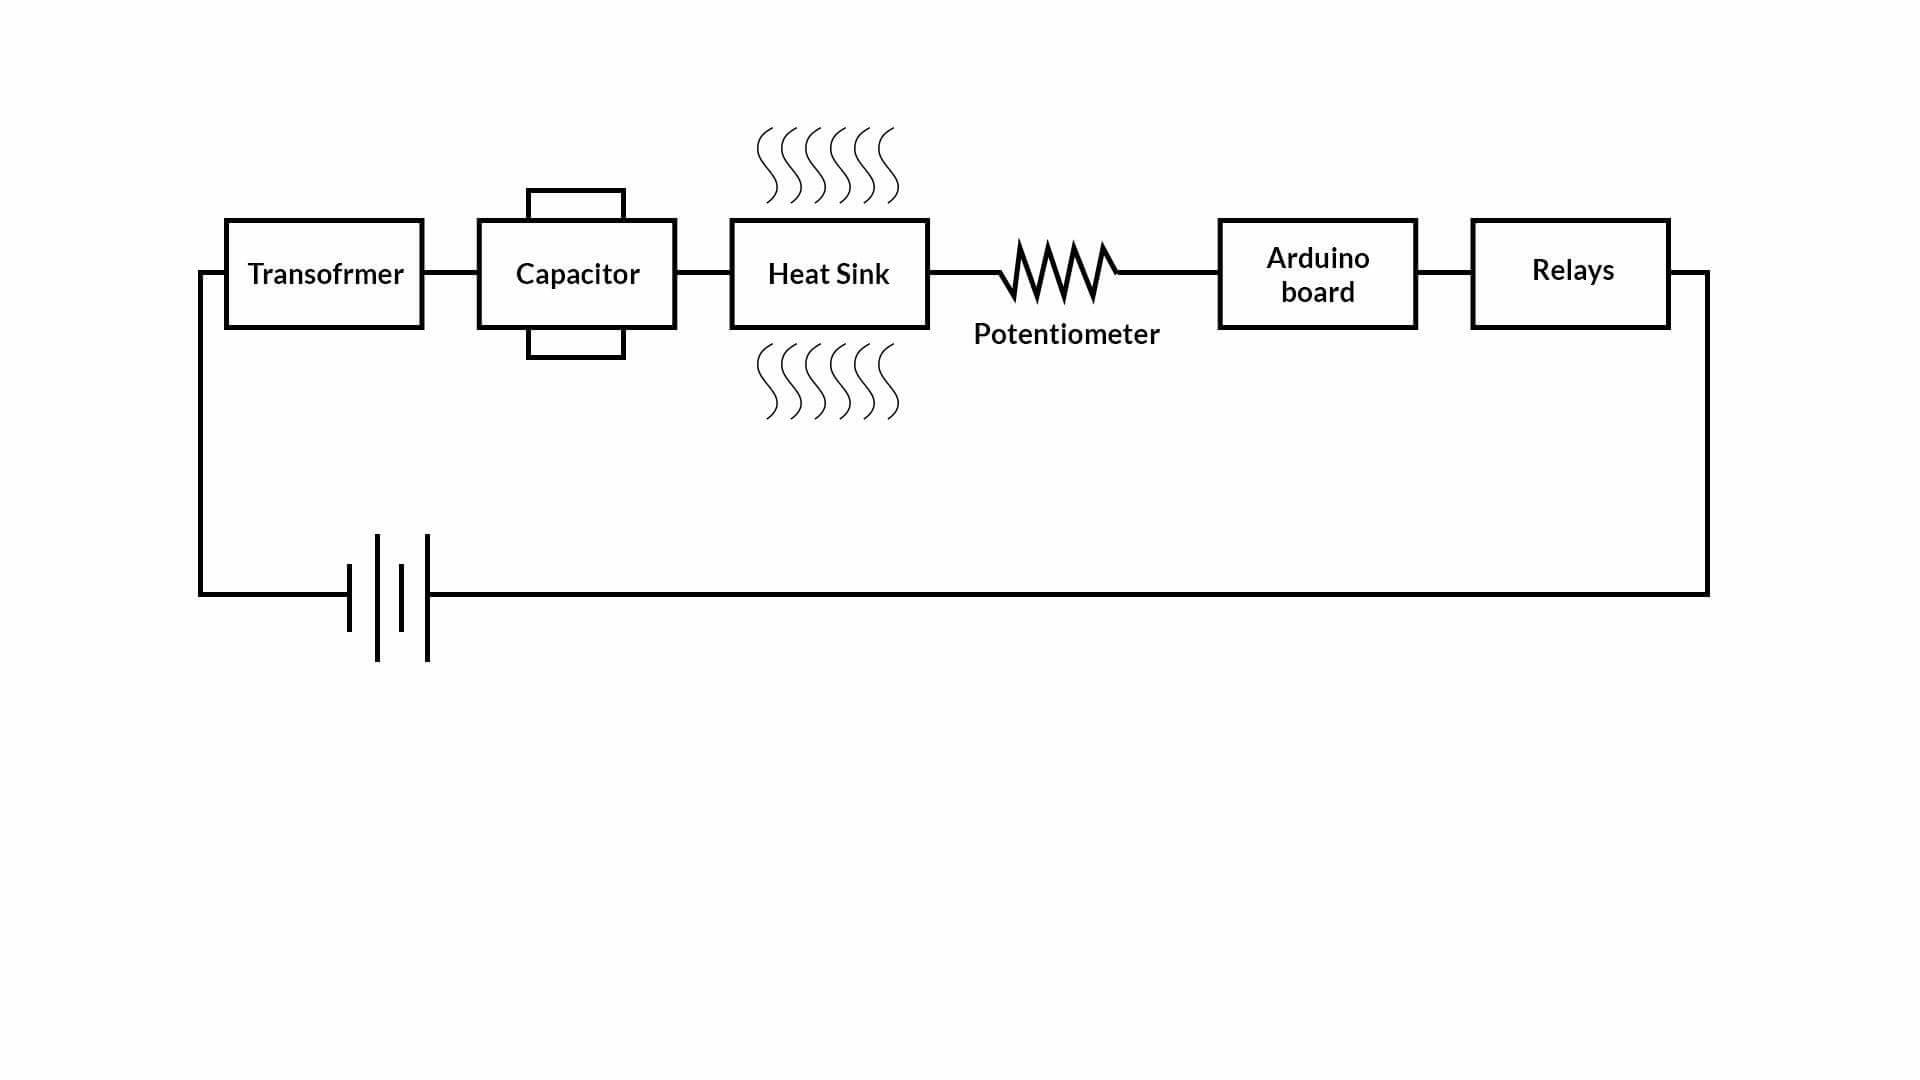 Transofrmer
Capacitor
Heat Sink
Potentiometer
Arduino
board
Relays